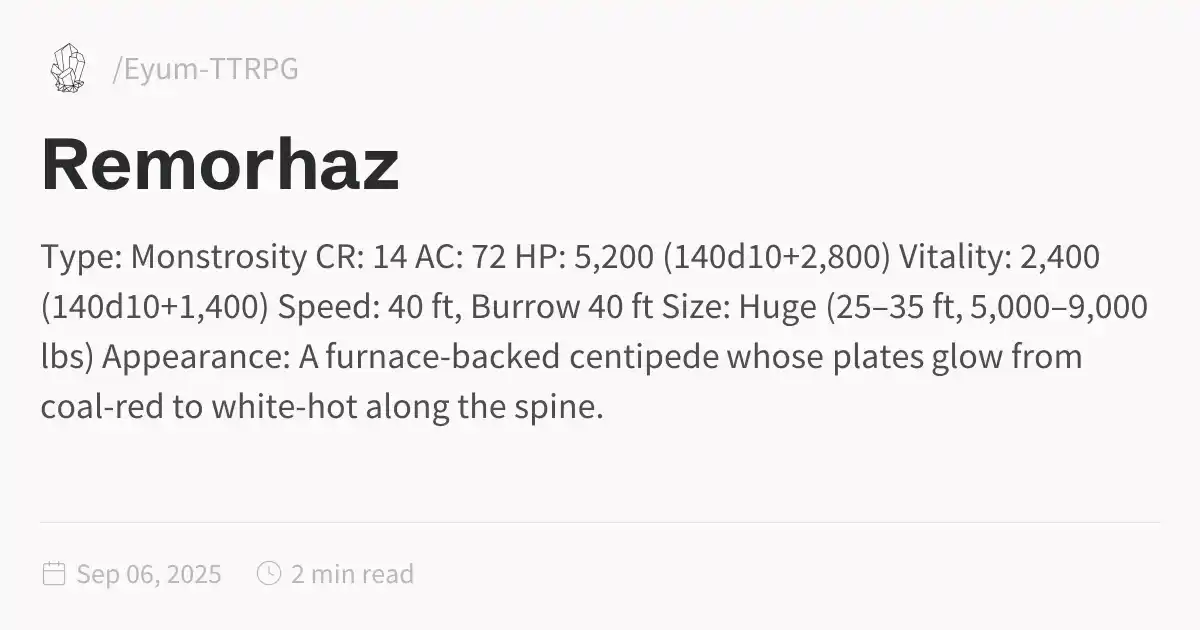 /Eyum-TTRPG
Remorhaz
Type: Monstrosity CR: 14 AC: 72 HP: 5,200 (140d10+2,800) Vitality: 2,400
(140d10+1,400) Speed: 40 ft, Burrow 40 ft Size: Huge (25–35 ft, 5,000–9,000
lbs) Appearance: A furnace-backed centipede whose plates glow from
coal-red to white-hot along the spine.
Sep 06, 2025 2 min read